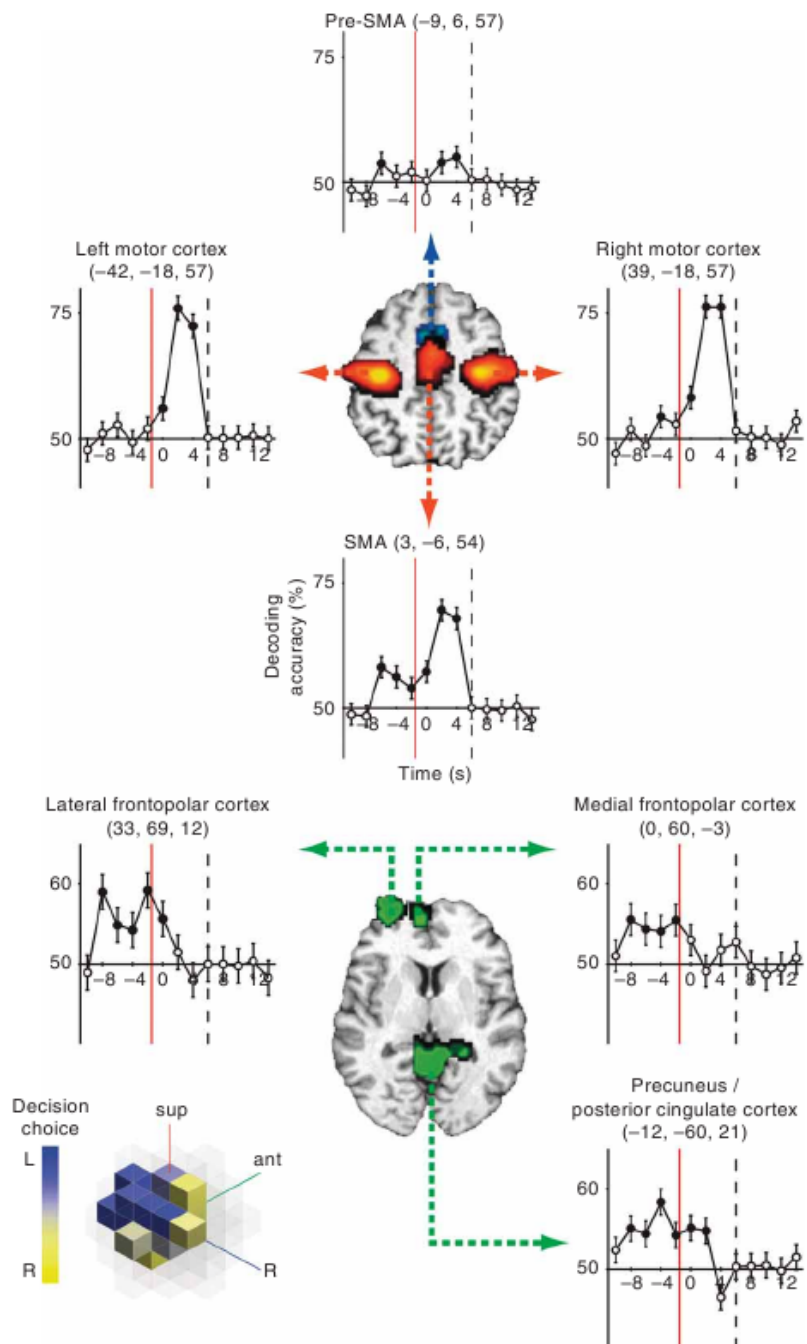 Pre-SMA (−9, 6, 57)
75
50
−8 −4 0 4 8 12
Left motor cortex
(−42, −18, 57)
75
50
−8 −4 0 4 8 12
Right motor cortex
(39, −18, 57)
75
50
−8 −4 0 4 8 12
SMA (3, −6, 54)
Decoding
accuracy (%)
75
50
−8 −4 0 4 8 12
Time (s)
Lateral frontopolar cortex
(33, 69, 12)
60
50
−8 −4 0 4 8 12
Medial frontopolar cortex
(0, 60, −3)
60
50
−8 −4 0 4 8 12
Decision
choice
L
R
sup
ant
R
Precuneus /
posterior cingulate cortex
(−12, −60, 21)
60
50
−8 −4 0 4 8 12